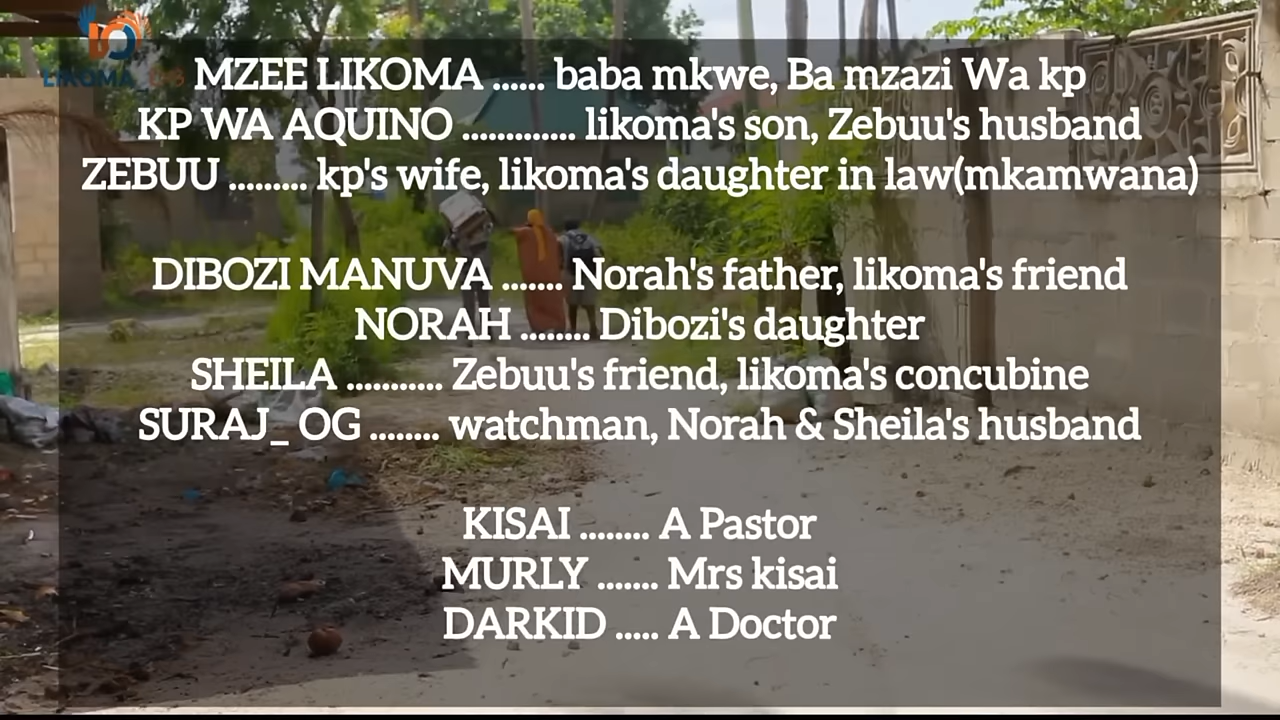 LIKOMA
MZEE LIKOMA ...... baba mkwe, Ba mzazi Wa kp
KP WA AQUINO ............. likoma's son, Zebuu's husband
ZEBUU ......... kp's wife, likoma's daughter in law(mkamwana)
DIBOZI MANUVA ....... Norah's father, likoma's friend
NORAH ........ Dibozi's daughter
SHEILA ........... Zebuu's friend, likoma's concubine
SURAJ_ OG ........ watchman, Norah & Sheila's husband
KISAI ........ A Pastor
MURLY ....... Mrs kisai
DARKID ..... A Doctor